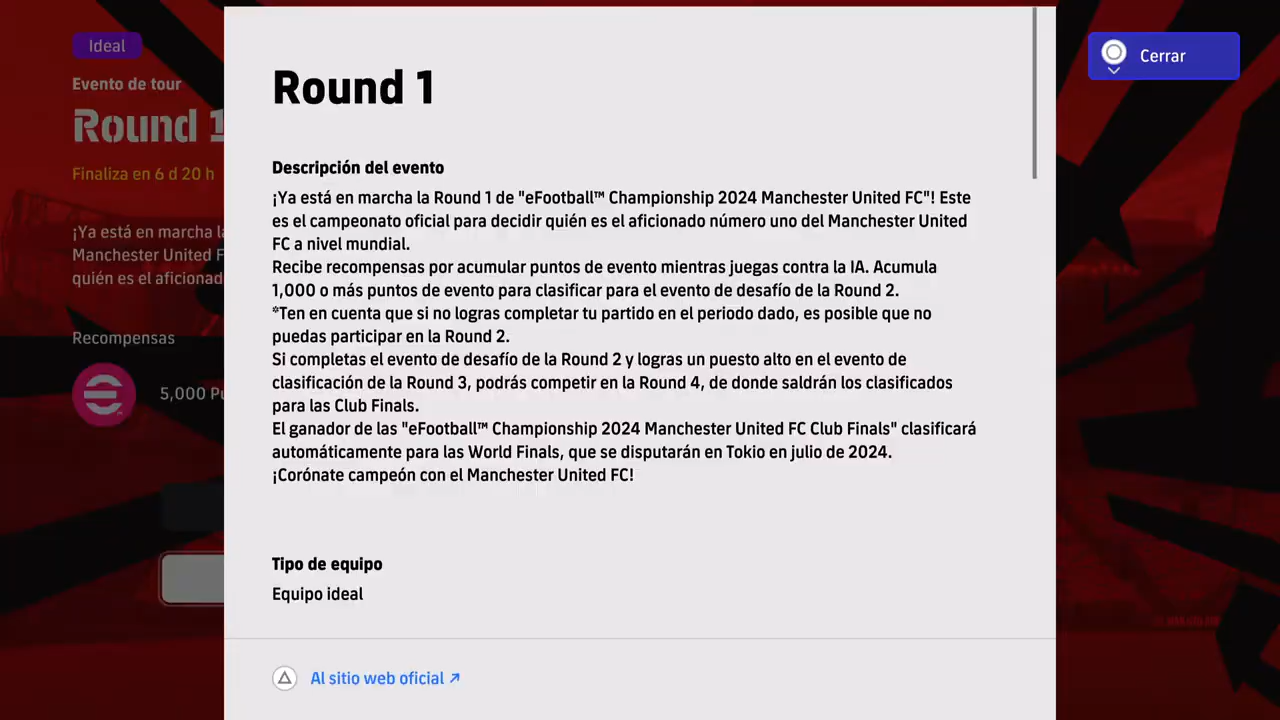 Ideal
Evento de tour
Round 1
Finaliza en 6 d 20 h
¡Ya está en marcha la
Manchester United F
quién es el aficionad
Recompensas
5,000 Pu
Round 1
Descripción del evento
¡Ya está en marcha la Round 1 de "eFootball™ Championship 2024 Manchester United FC"! Este
es el campeonato oficial para decidir quién es el aficionado número uno del Manchester United
FC a nivel mundial.
Recibe recompensas por acumular puntos de evento mientras juegas contra la IA. Acumula
1,000 o más puntos de evento para clasificar para el evento de desafío de la Round 2.
*Ten en cuenta que si no logras completar tu partido en el periodo dado, es posible que no
puedas participar en la Round 2.
Si completas el evento de desafío de la Round 2 y logras un puesto alto en el evento de
clasificación de la Round 3, podrás competir en la Round 4, de donde saldrán los clasificados
para las Club Finals.
El ganador de las "eFootball™ Championship 2024 Manchester United FC Club Finals" clasificará
automáticamente para las World Finals, que se disputarán en Tokio en julio de 2024.
¡Corónate campeón con el Manchester United FC!
Tipo de equipo
Equipo ideal
Al sitio web oficial
Cerrar